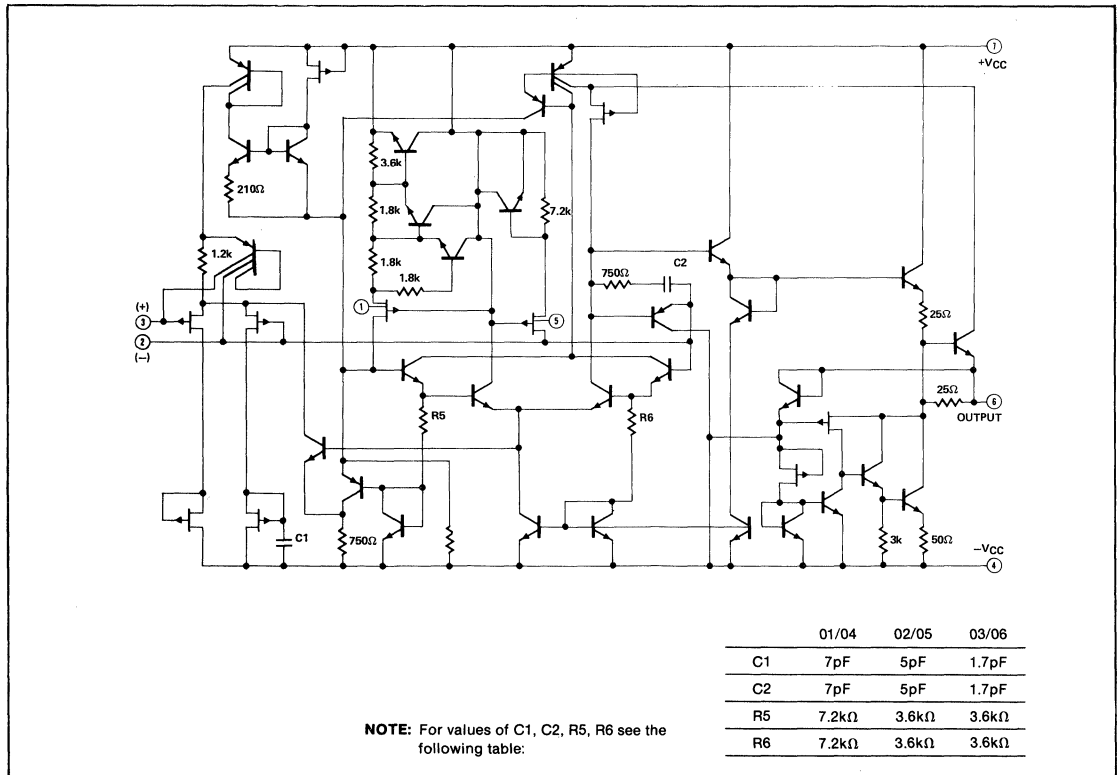 7
+VCC
3.6k
210Ω
1.8k
7.2k
1.2k
1.8k
1.8k
750Ω
C2
(+)
3
1
5
25Ω
2
(–)
25Ω
6
OUTPUT
R5
R6
C1
750Ω
3k
50Ω
–VCC
4
01/04 02/05 03/06
C1 7pF 5pF 1.7pF
C2 7pF 5pF 1.7pF
R5 7.2kΩ 3.6kΩ 3.6kΩ
R6 7.2kΩ 3.6kΩ 3.6kΩ
NOTE: For values of C1, C2, R5, R6 see the
following table: